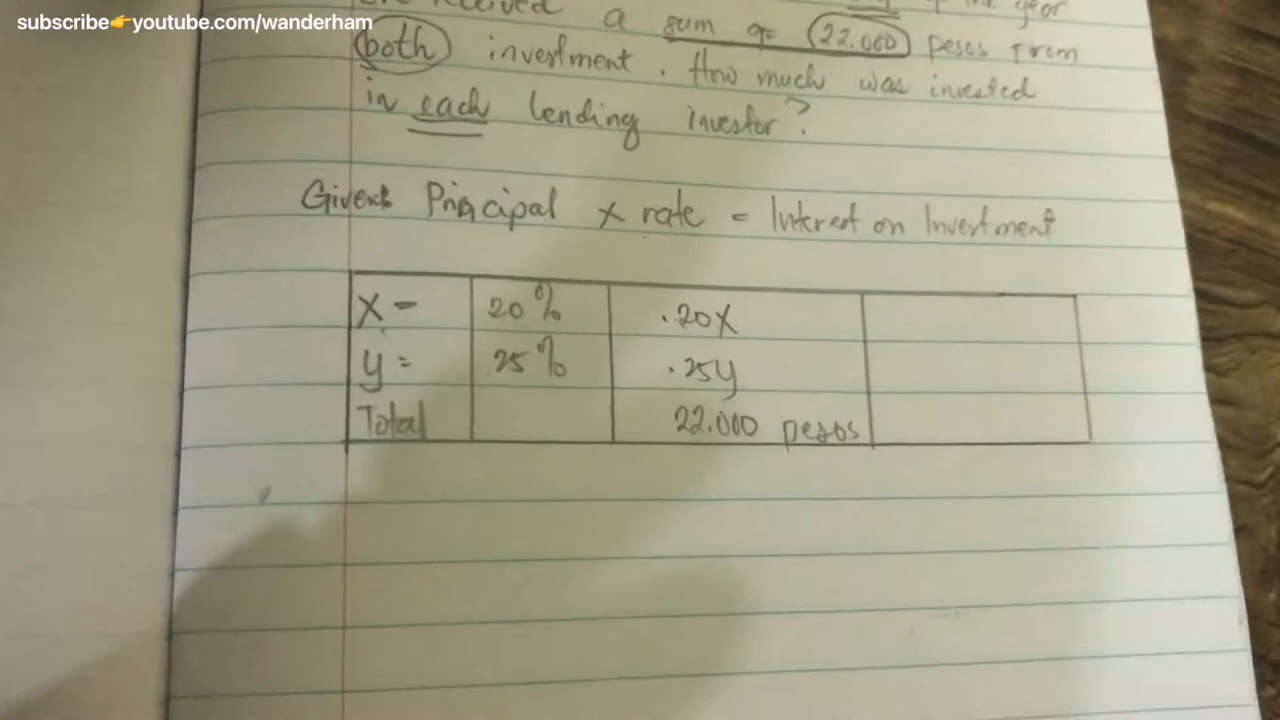 subscribe👉youtube.com/wanderham
received a sum of 22.000 pesos from
both investment. How much was invested
in each lending investor?
Given: Principal x rate = Interest on Investment
X = 20% .20X
y = 25% .25y
Total 22.000 pesos